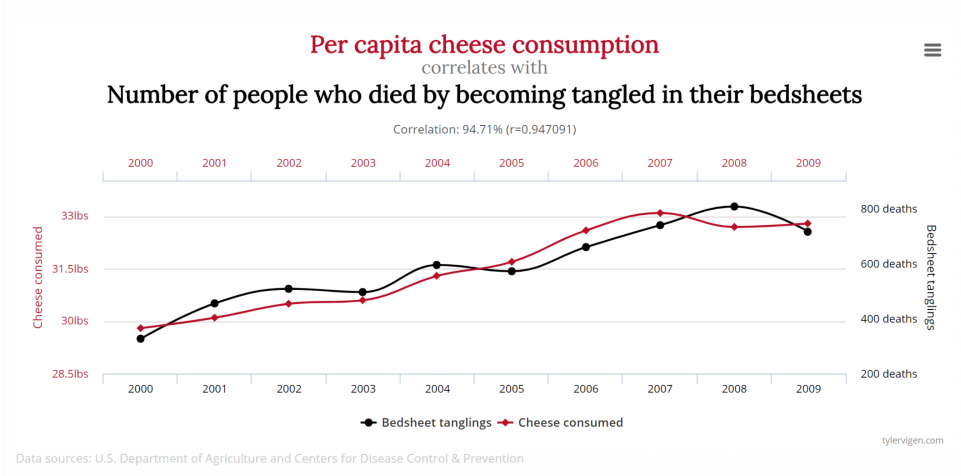 Per capita cheese consumption
correlates with
Number of people who died by becoming tangled in their bedsheets
Correlation: 94.71% (r=0.947091)
2000 2001 2002 2003 2004 2005 2006 2007 2008 2009
Cheese consumed
33lbs
31.5lbs
30lbs
28.5lbs
800 deaths
600 deaths
400 deaths
200 deaths
Bedsheet tanglings
2000 2001 2002 2003 2004 2005 2006 2007 2008 2009
Bedsheet tanglings Cheese consumed
tylervigen.com
Data sources: U.S. Department of Agriculture and Centers for Disease Control & Prevention